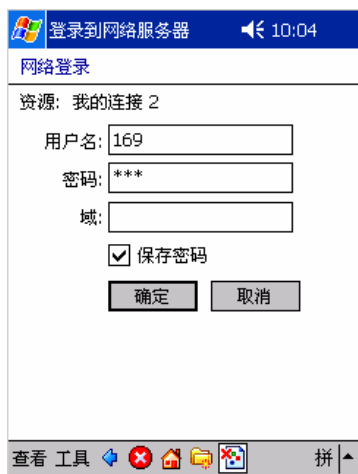 登录到网络服务器 10:04
网络登录
资源: 我的连接 2
用户名: 169
密码: ***
域:
保存密码
确定 取消
查看 工具 拼